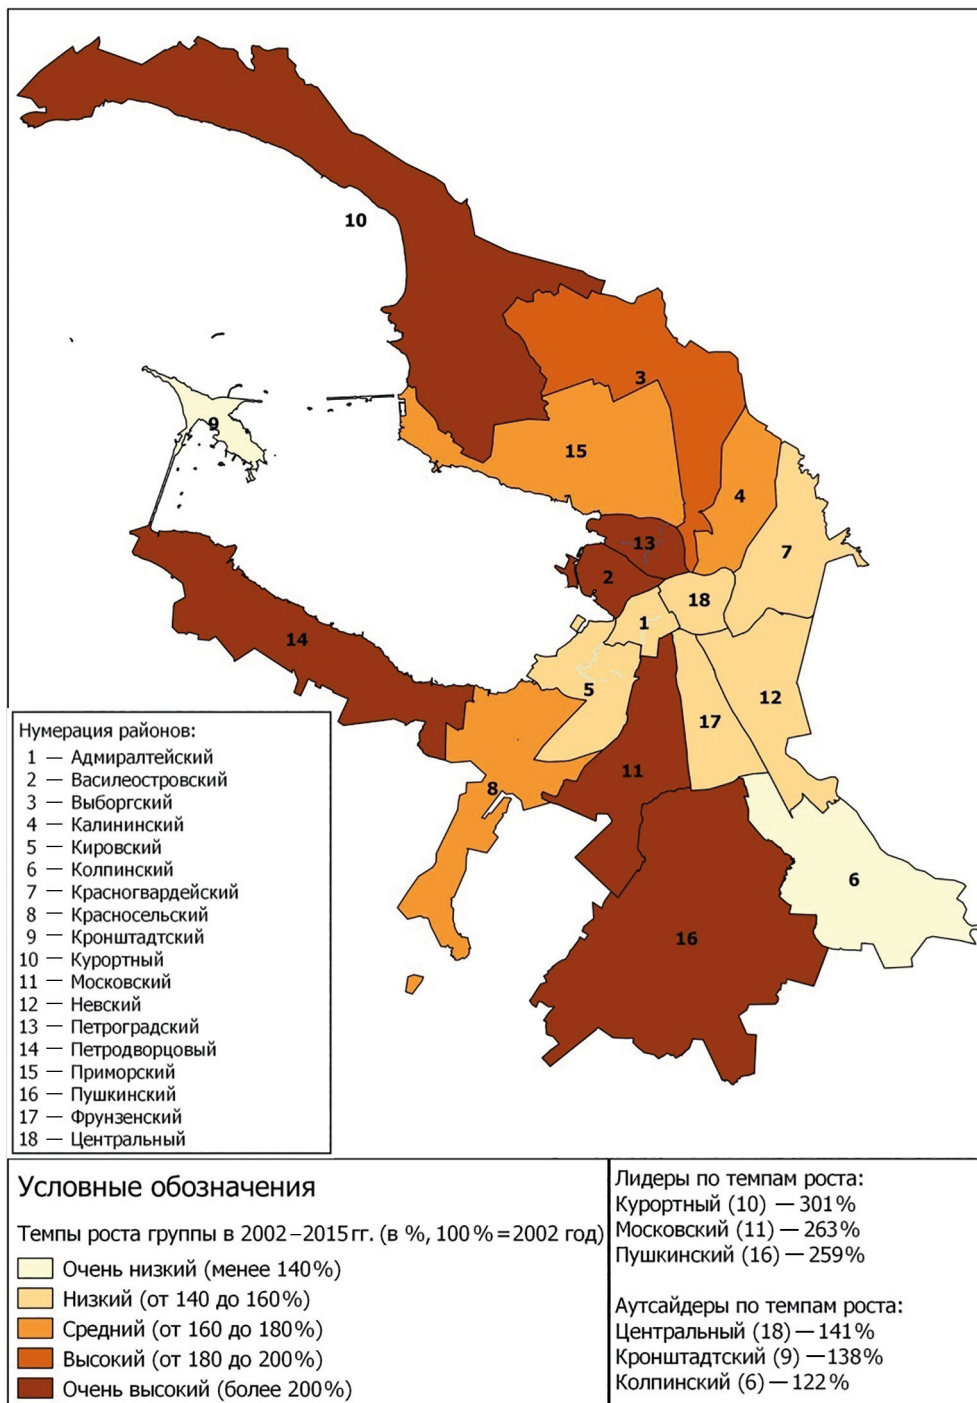 10
3
9
15
4
13
7
2
18
1
14
5
12
17
11
8
6
16
Нумерация районов:
1 — Адмиралтейский
2 — Василеостровский
3 — Выборгский
4 — Калининский
5 — Кировский
6 — Колпинский
7 — Красногвардейский
8 — Красносельский
9 — Кронштадтский
10 — Курортный
11 — Московский
12 — Невский
13 — Петроградский
14 — Петродворцовый
15 — Приморский
16 — Пушкинский
17 — Фрунзенский
18 — Центральный
Условные обозначения
Темпы роста группы в 2002–2015 гг. (в %, 100 % = 2002 год)
Очень низкий (менее 140 %)
Низкий (от 140 до 160 %)
Средний (от 160 до 180 %)
Высокий (от 180 до 200 %)
Очень высокий (более 200 %)
Лидеры по темпам роста:
Курортный (10) — 301 %
Московский (11) — 263 %
Пушкинский (16) — 259 %
Аутсайдеры по темпам роста:
Центральный (18) — 141 %
Кронштадтский (9) — 138 %
Колпинский (6) — 122 %